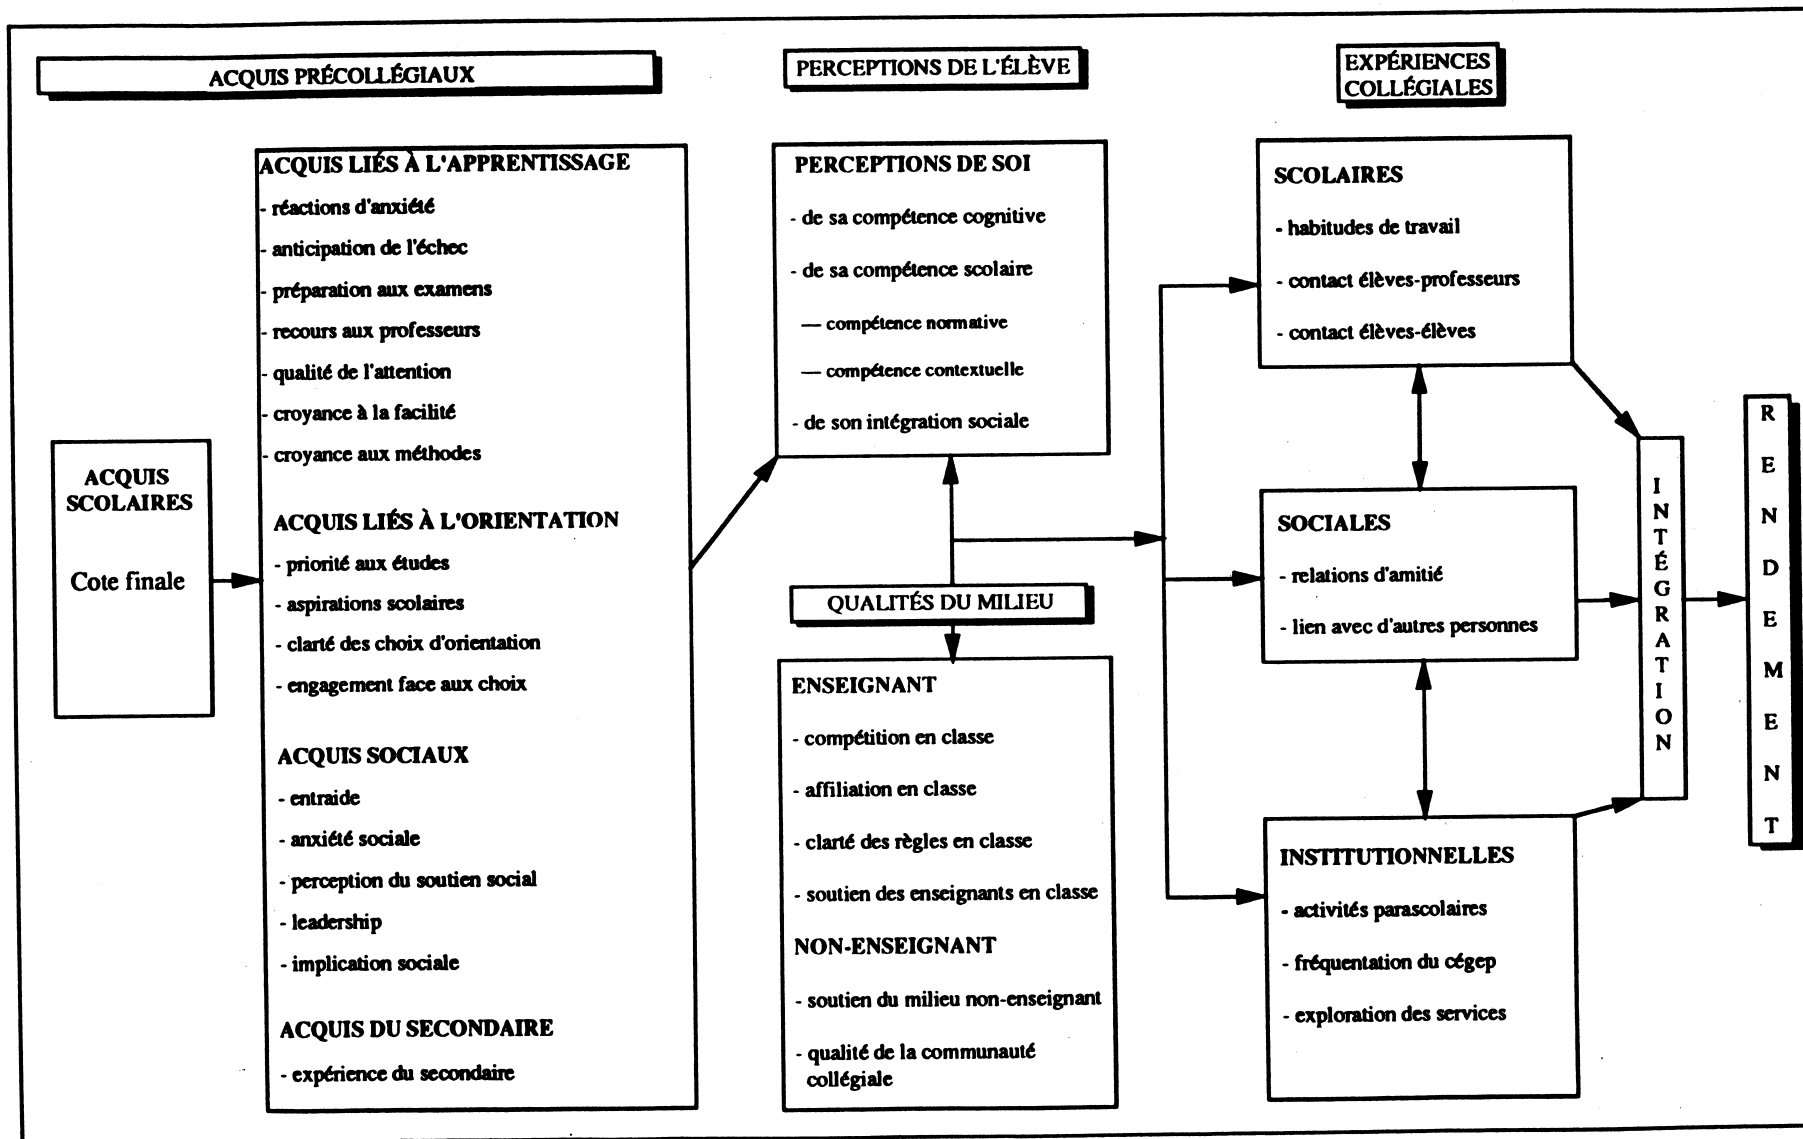 ACQUIS PRÉCOLLÉGIAUX
PERCEPTIONS DE L'ÉLÈVE
EXPÉRIENCES
COLLÉGIALES
ACQUIS
SCOLAIRES
Cote finale
ACQUIS LIÉS À L'APPRENTISSAGE
- réactions d'anxiété
- anticipation de l'échec
- préparation aux examens
- recours aux professeurs
- qualité de l'attention
- croyance à la facilité
- croyance aux méthodes
ACQUIS LIÉS À L'ORIENTATION
- priorité aux études
- aspirations scolaires
- clarté des choix d'orientation
- engagement face aux choix
ACQUIS SOCIAUX
- entraide
- anxiété sociale
- perception du soutien social
- leadership
- implication sociale
ACQUIS DU SECONDAIRE
- expérience du secondaire
PERCEPTIONS DE SOI
- de sa compétence cognitive
- de sa compétence scolaire
— compétence normative
— compétence contextuelle
- de son intégration sociale
QUALITÉS DU MILIEU
ENSEIGNANT
- compétition en classe
- affiliation en classe
- clarté des règles en classe
- soutien des enseignants en classe
NON-ENSEIGNANT
- soutien du milieu non-enseignant
- qualité de la communauté
collégiale
SCOLAIRES
- habitudes de travail
- contact élèves-professeurs
- contact élèves-élèves
SOCIALES
- relations d'amitié
- lien avec d'autres personnes
INSTITUTIONNELLES
- activités parascolaires
- fréquentation du cégep
- exploration des services
INTÉGRATION
RENDEMENT